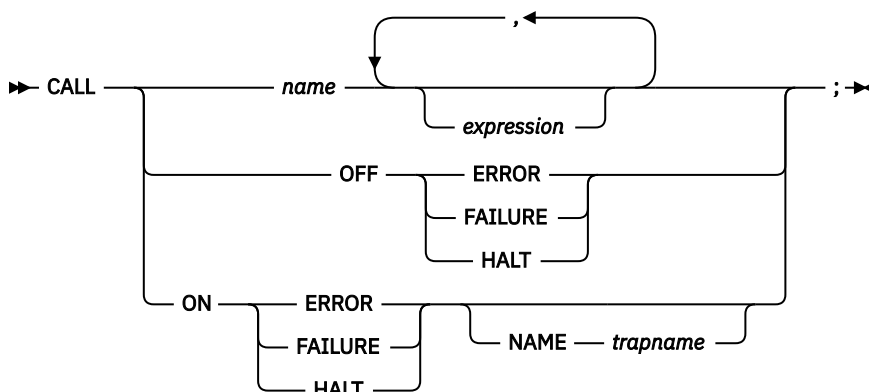 ,
CALL name ;
expression
OFF ERROR
FAILURE
HALT
ON ERROR
FAILURE NAME trapname
HALT